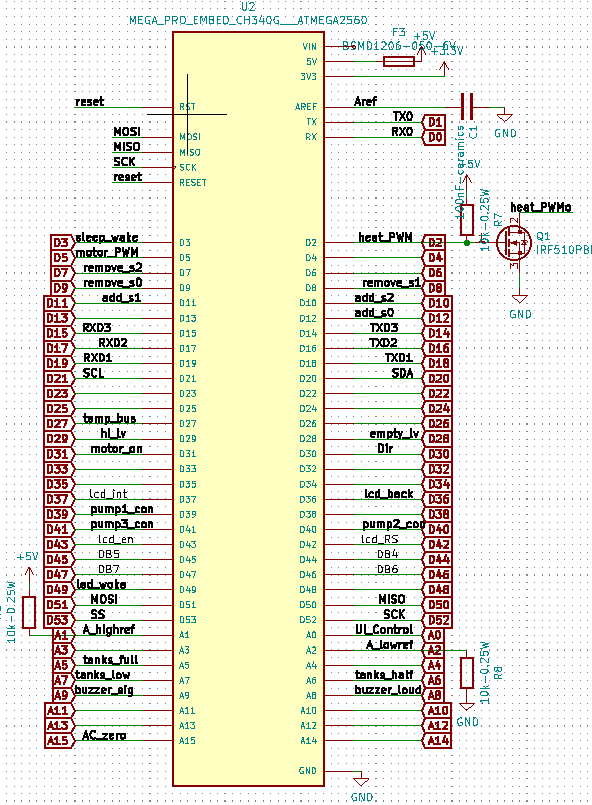 U2
MEGA_PRO_EMBED_CH340G__ATMEGA2560
F3
+5V
+3.3V
VIN
5V
3V3
reset RST AREF Aref
C1
GND
TX TX0 D1
MOSI MOSI RX RX0 D0
MISO MISO
SCK SCK
reset RESET
100nF-ceramics
+5V
10k-0.25W
R7
heat_PWMo
2
Q1
3
GND
D3 sleep_wake D3 D2 heat_PWM D2
D5 motor_PWM D5 D4 D4
D7 remove_s2 D7 D6 D6
D9 remove_s0 D9 D8 remove_s1 D8
D11 add_s1 D11 D10 add_s2 D10
D13 D13 D12 add_s0 D12
D15 RXD3 D15 D14 TXD3 D14
D17 RXD2 D17 D16 TXD2 D16
D19 RXD1 D19 D18 TXD1 D18
D21 SCL D21 D20 SDA D20
D23 D23 D22 D22
D25 D25 D24 D24
D27 temp_bus D27 D26 D26
D29 hi_lv D29 D28 empty_lv D28
D31 motor_on D31 D30 Dir D30
D33 D33 D32 D32
D35 D35 D34 D34
D37 lcd_int D37 D36 lcd_back D36
D39 pump1_con D39 D38 D38
D41 pump3_con D41 D40 pump2_con D40
D43 lcd_en D43 D42 lcd_RS D42
D45 DB5 D45 D44 DB4 D44
D47 DB7 D47 D46 DB6 D46
D49 led_wake D49 D48 D48
D51 MOSI D51 D50 MISO D50
D53 SS D53 D52 SCK D52
+5V
10k-0.25W
A1 A_highref A1 A0 UI_Control A0
A3 A3 A2 A_lowref A2
A5 tanks_full A5 A4 A4
A7 tanks_low A7 A6 tanks_half A6
A9 buzzer_sig A9 A8 buzzer_loud A8
A11 A11 A10 A10
A13 A13 A12 A12
A15 AC_zero A15 A14 A14
10k-0.25W
R8
GND
GND
GND